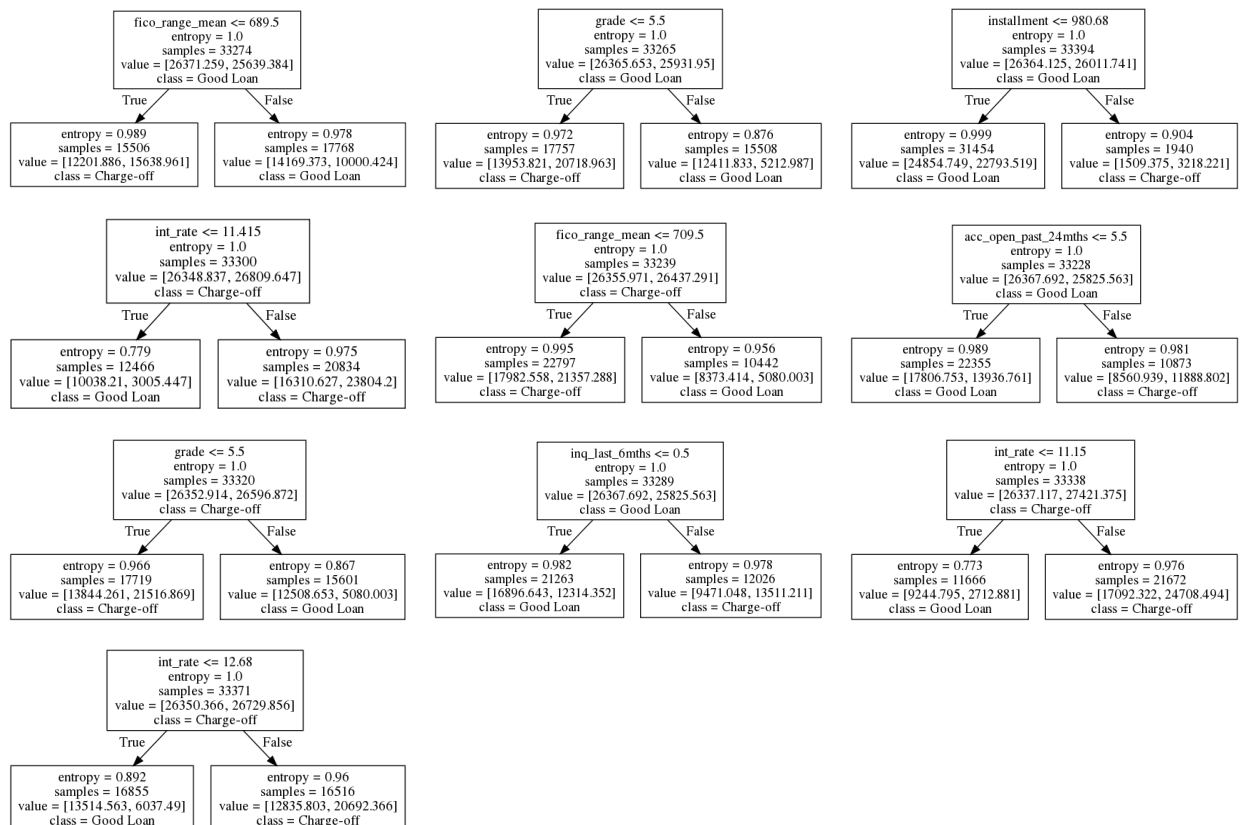 fico_range_mean <= 689.5
entropy = 1.0
samples = 33274
value = [26371.259, 25639.384]
class = Good Loan
True
False
entropy = 0.989
samples = 15506
value = [12201.886, 15638.961]
class = Charge-off
entropy = 0.978
samples = 17768
value = [14169.373, 10000.424]
class = Good Loan
grade <= 5.5
entropy = 1.0
samples = 33265
value = [26365.653, 25931.95]
class = Good Loan
True
False
entropy = 0.972
samples = 17757
value = [13953.821, 20718.963]
class = Charge-off
entropy = 0.876
samples = 15508
value = [12411.833, 5212.987]
class = Good Loan
installment <= 980.68
entropy = 1.0
samples = 33394
value = [26364.125, 26011.741]
class = Good Loan
True
False
entropy = 0.999
samples = 31454
value = [24854.749, 22793.519]
class = Good Loan
entropy = 0.904
samples = 1940
value = [1509.375, 3218.221]
class = Charge-off
int_rate <= 11.415
entropy = 1.0
samples = 33300
value = [26348.837, 26809.647]
class = Charge-off
True
False
entropy = 0.779
samples = 12466
value = [10038.21, 3005.447]
class = Good Loan
entropy = 0.975
samples = 20834
value = [16310.627, 23804.2]
class = Charge-off
fico_range_mean <= 709.5
entropy = 1.0
samples = 33239
value = [26355.971, 26437.291]
class = Charge-off
True
False
entropy = 0.995
samples = 22797
value = [17982.558, 21357.288]
class = Charge-off
entropy = 0.956
samples = 10442
value = [8373.414, 5080.003]
class = Good Loan
acc_open_past_24mths <= 5.5
entropy = 1.0
samples = 33228
value = [26367.692, 25825.563]
class = Good Loan
True
False
entropy = 0.989
samples = 22355
value = [17806.753, 13936.761]
class = Good Loan
entropy = 0.981
samples = 10873
value = [8560.939, 11888.802]
class = Charge-off
grade <= 5.5
entropy = 1.0
samples = 33320
value = [26352.914, 26596.872]
class = Charge-off
True
False
entropy = 0.966
samples = 17719
value = [13844.261, 21516.869]
class = Charge-off
entropy = 0.867
samples = 15601
value = [12508.653, 5080.003]
class = Good Loan
inq_last_6mths <= 0.5
entropy = 1.0
samples = 33289
value = [26367.692, 25825.563]
class = Good Loan
True
False
entropy = 0.982
samples = 21263
value = [16896.643, 12314.352]
class = Good Loan
entropy = 0.978
samples = 12026
value = [9471.048, 13511.211]
class = Charge-off
int_rate <= 11.15
entropy = 1.0
samples = 33338
value = [26337.117, 27421.375]
class = Charge-off
True
False
entropy = 0.773
samples = 11666
value = [9244.795, 2712.881]
class = Good Loan
entropy = 0.976
samples = 21672
value = [17092.322, 24708.494]
class = Charge-off
int_rate <= 12.68
entropy = 1.0
samples = 33371
value = [26350.366, 26729.856]
class = Charge-off
True
False
entropy = 0.892
samples = 16855
value = [13514.563, 6037.49]
class = Good Loan
entropy = 0.96
samples = 16516
value = [12835.803, 20692.366]
class = Charge-off